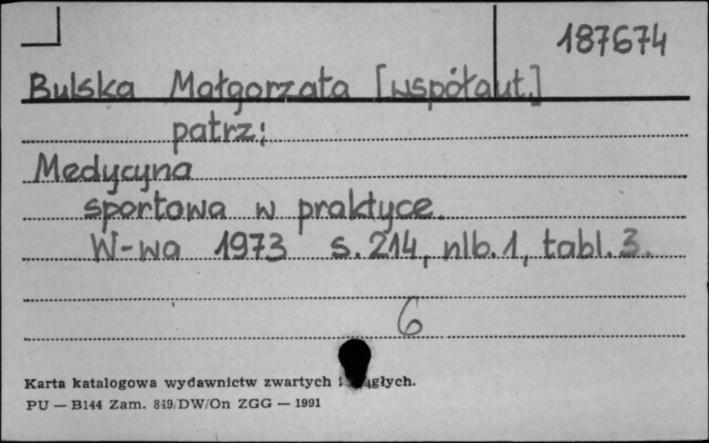 187674
Bulska Małgorzata [współaut.]
patrz:
Medycyna
sportowa w praktyce.
W-wa 1973 s. 214, nlb. 1, tabl. 3.
6
Karta katalogowa wydawnictw zwartych i
PU — B144 Zam. 849/DW/On ZGG — 1991